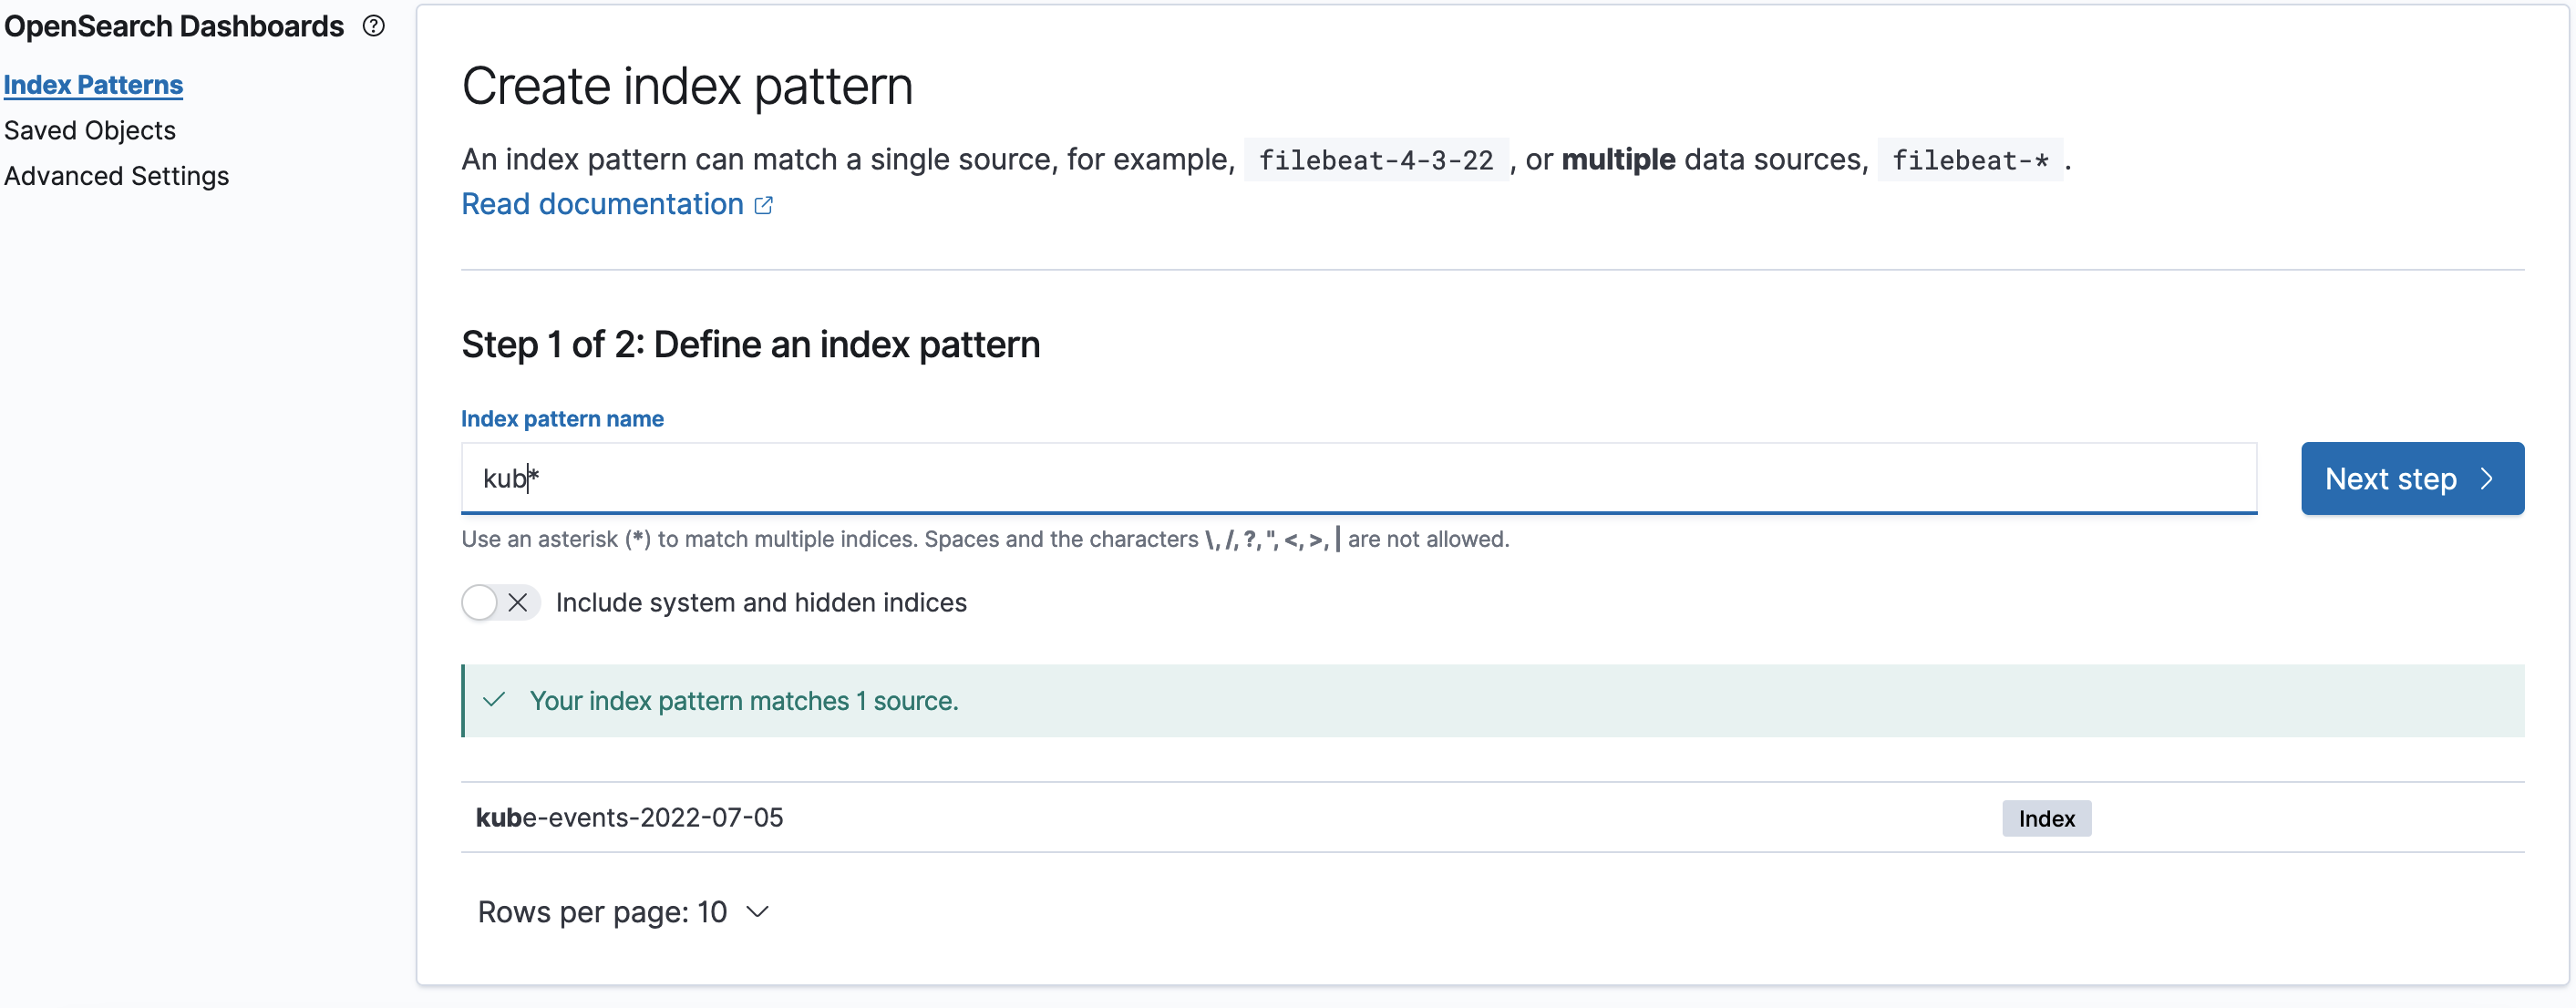 OpenSearch Dashboards
Index Patterns
Saved Objects
Advanced Settings
Create index pattern
An index pattern can match a single source, for example, filebeat-4-3-22 , or multiple data sources, filebeat-* .
Read documentation
Step 1 of 2: Define an index pattern
Index pattern name
kub*
Next step
Use an asterisk (*) to match multiple indices. Spaces and the characters \, /, ?, ", <, >, | are not allowed.
Include system and hidden indices
Your index pattern matches 1 source.
kube-events-2022-07-05 Index
Rows per page: 10